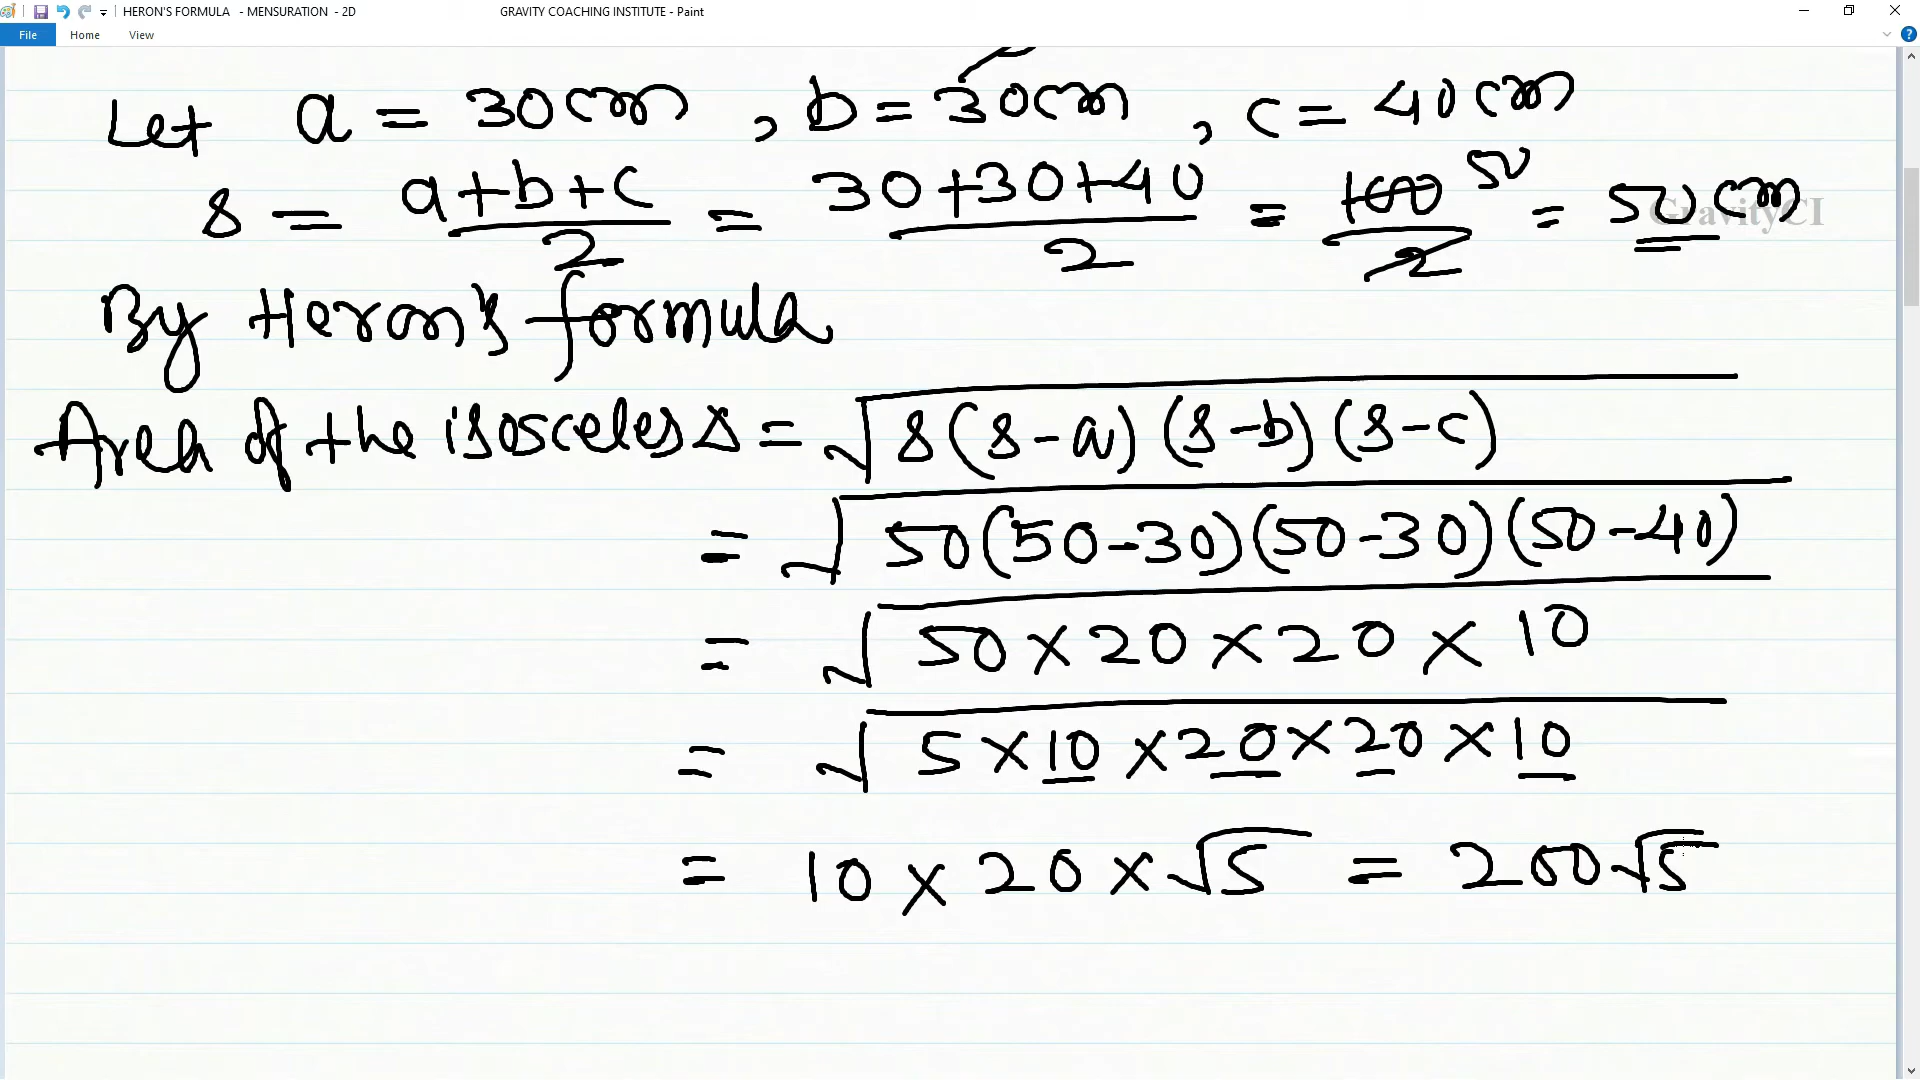 HERON'S FORMULA - MENSURATION - 2D GRAVITY COACHING INSTITUTE - Paint
File Home View
Let a = 30cm , b = 30cm , c = 40cm
s = a+b+c/2 = 30+30+40/2 = 100/2 50 = 50cm
GravityCI
By Heron's formula
Area of the isosceles Δ = √s(s-a)(s-b)(s-c)
= √50(50-30)(50-30)(50-40)
= √50×20×20×10
= √5×10×20×20×10
= 10×20×√5 = 200√5